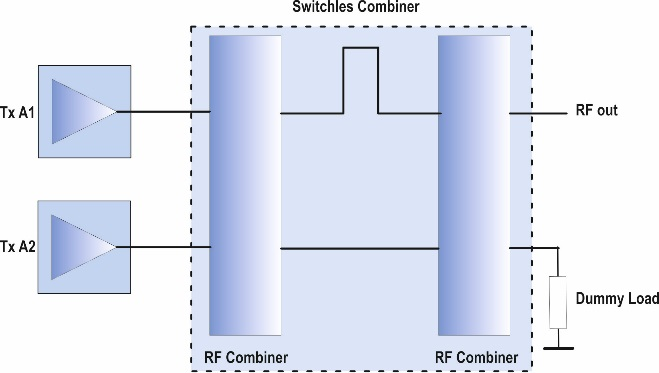 Switchles Combiner
Tx A1
RF out
Tx A2
Dummy Load
RF Combiner
RF Combiner